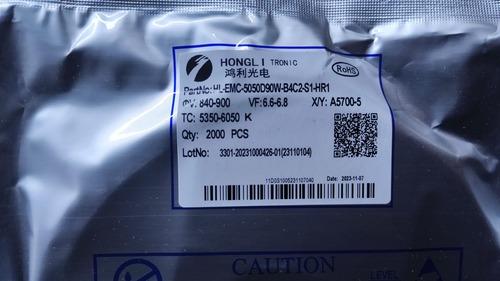 HONGLI TRONIC
鸿利光电
RoHS
PartNo: HL-EMC-5050D90W-B4C2-S1-HR1
ΦV: 840-900 VF: 6.6-6.8 X/Y: A5700-5
TC: 5350-6050 K
Qty: 2000 PCS
LotNo: 3301-20231000426-01(23110104)
11D0S1005231107040
Date: 2023-11-07
CAUTION
LEVEL